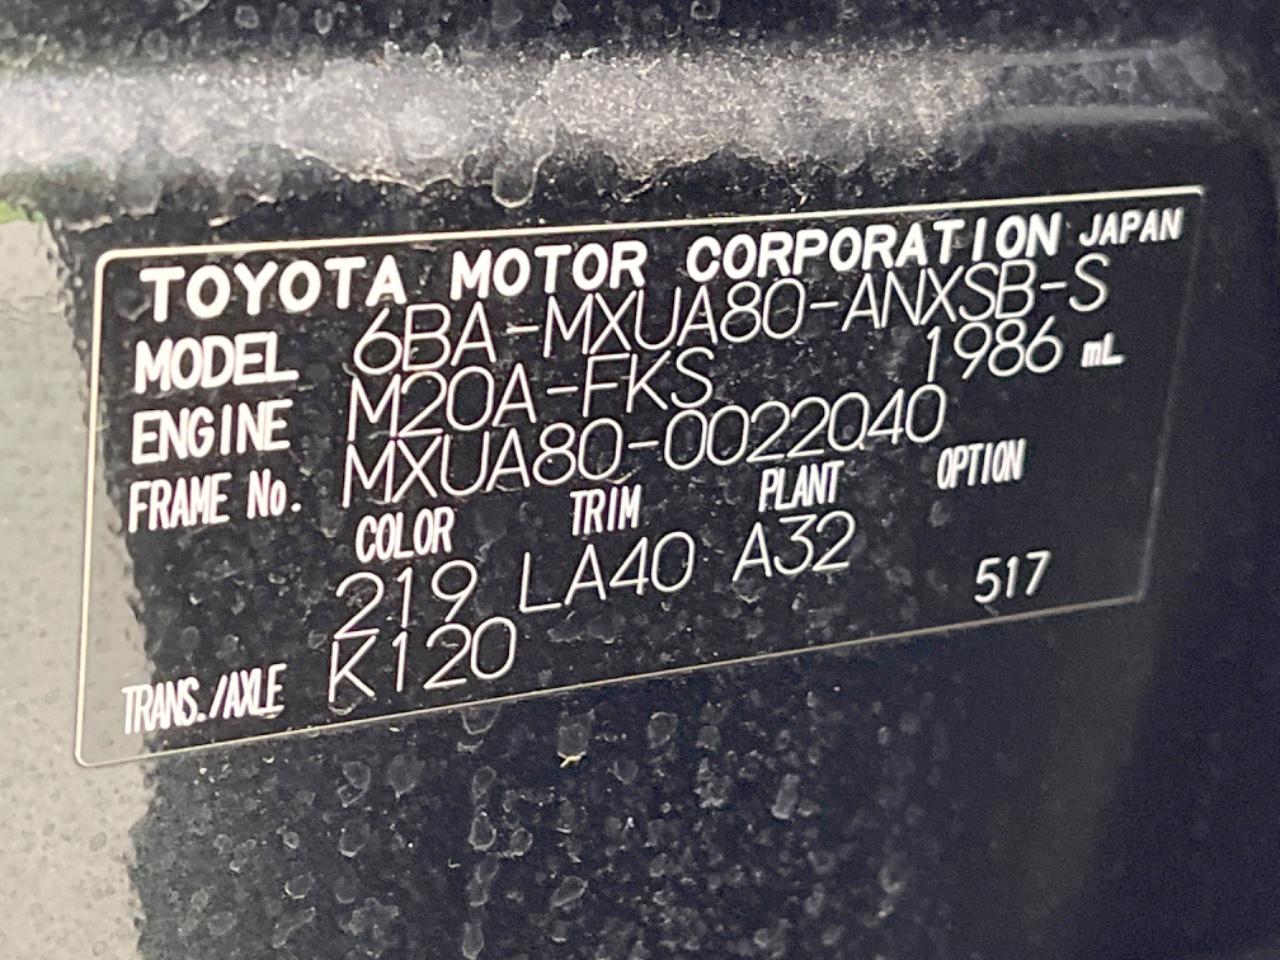 TOYOTA MOTOR CORPORATION JAPAN
MODEL 6BA-MXUA80-ANXSB-S
ENGINE M20A-FKS 1986 mL
FRAME No. MXUA80-0022040
COLOR TRIM PLANT OPTION
219 LA40 A32 517
TRANS./AXLE K120